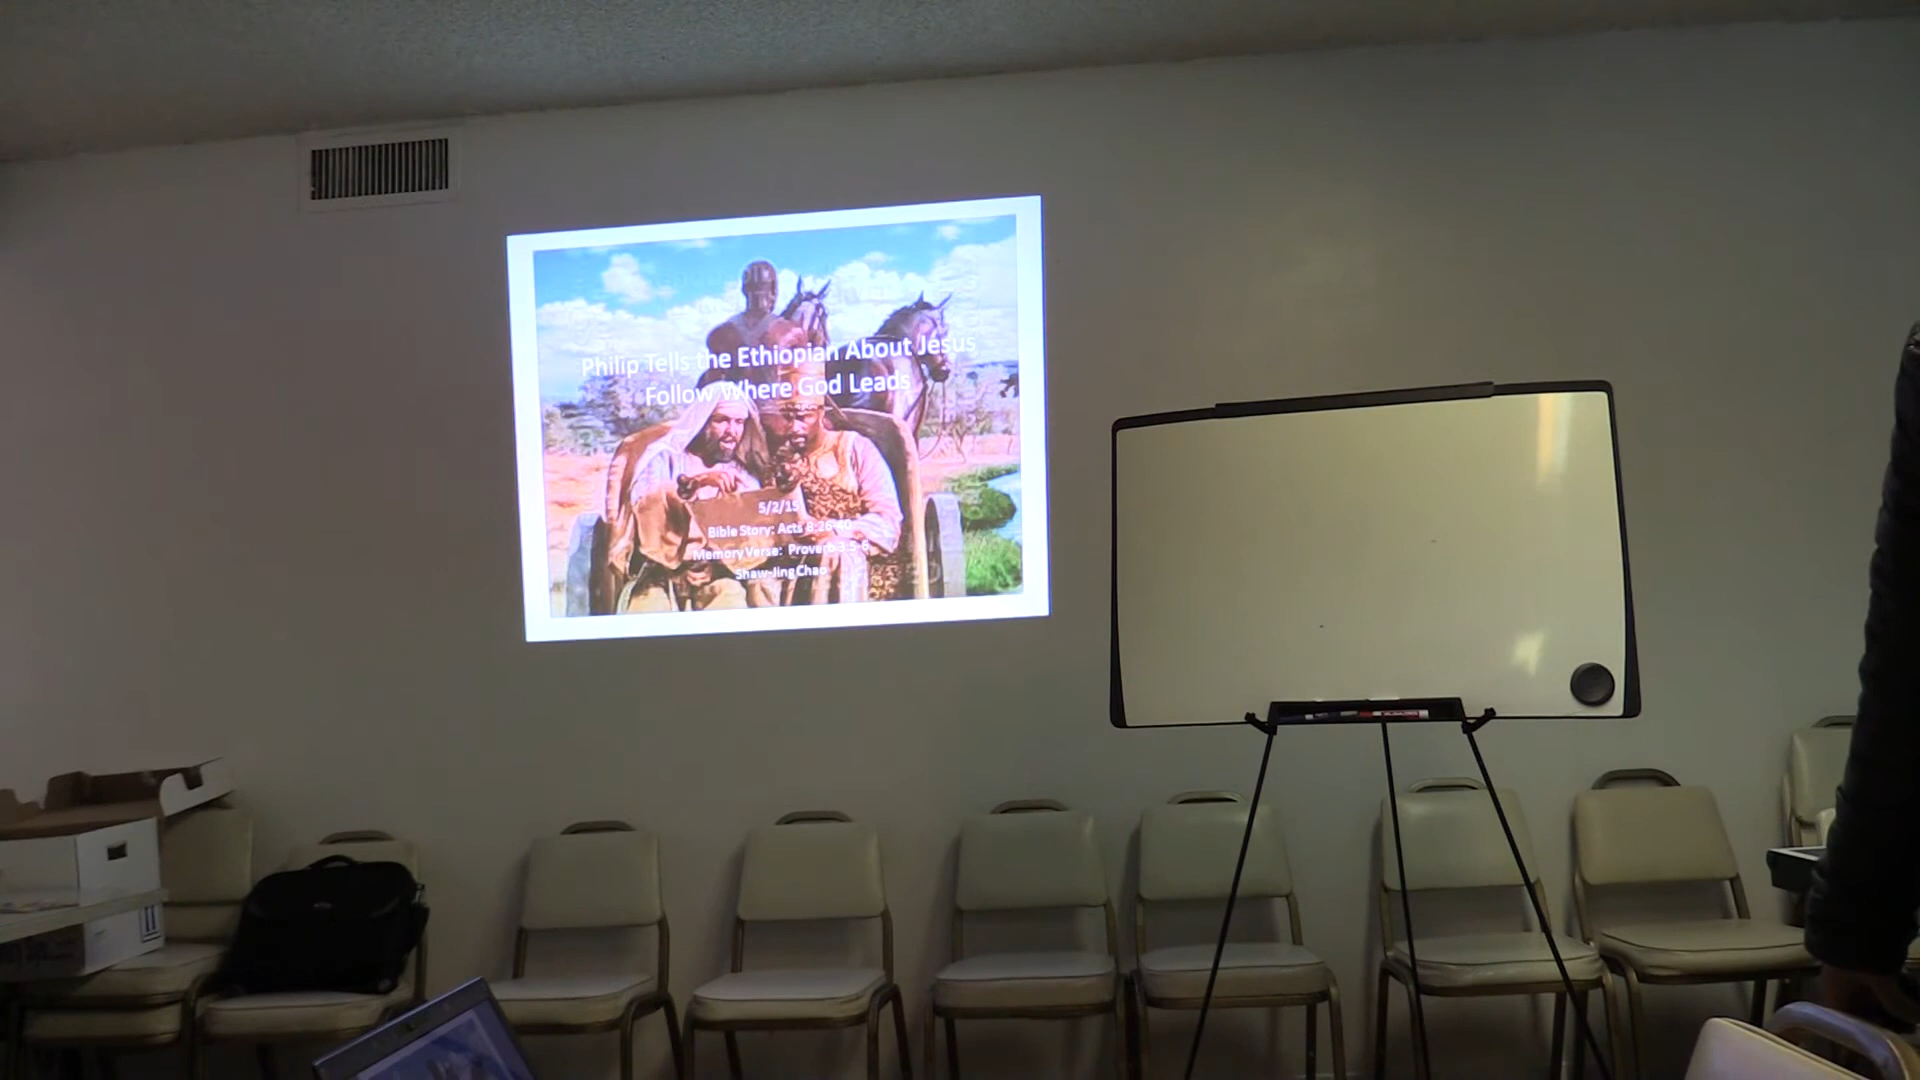 Philip Tells the Ethiopian About Jesus
Follow Where God Leads
5/2/15
Bible Story: Acts 8:26-40
Memory Verse: Proverb 3:5-6
Shaw-Jing Chao